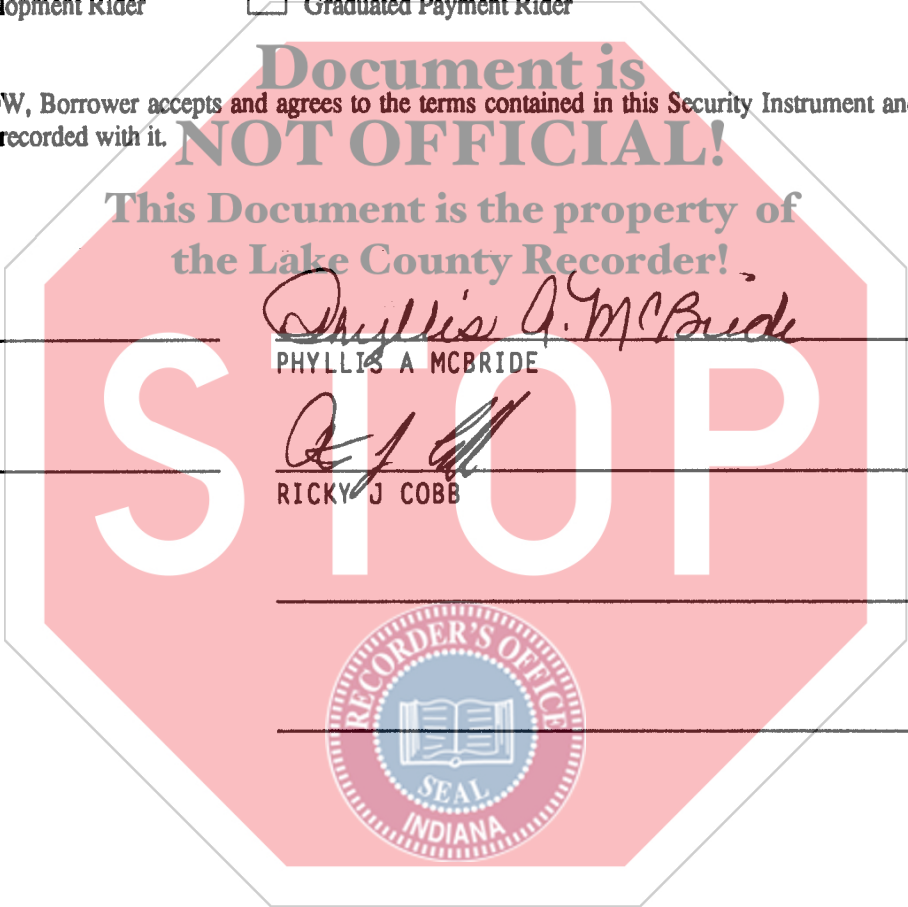 opment Rider Graduated Payment Rider
Document is
W, Borrower accepts and agrees to the terms contained in this Security Instrument an
recorded with it.
NOT OFFICIAL!
This Document is the property of
the Lake County Recorder!
Phyllis A. McBride
PHYLLIS A MCBRIDE
RICKY J COBB
STOP
RECORDER'S OFFICE
SEAL
INDIANA